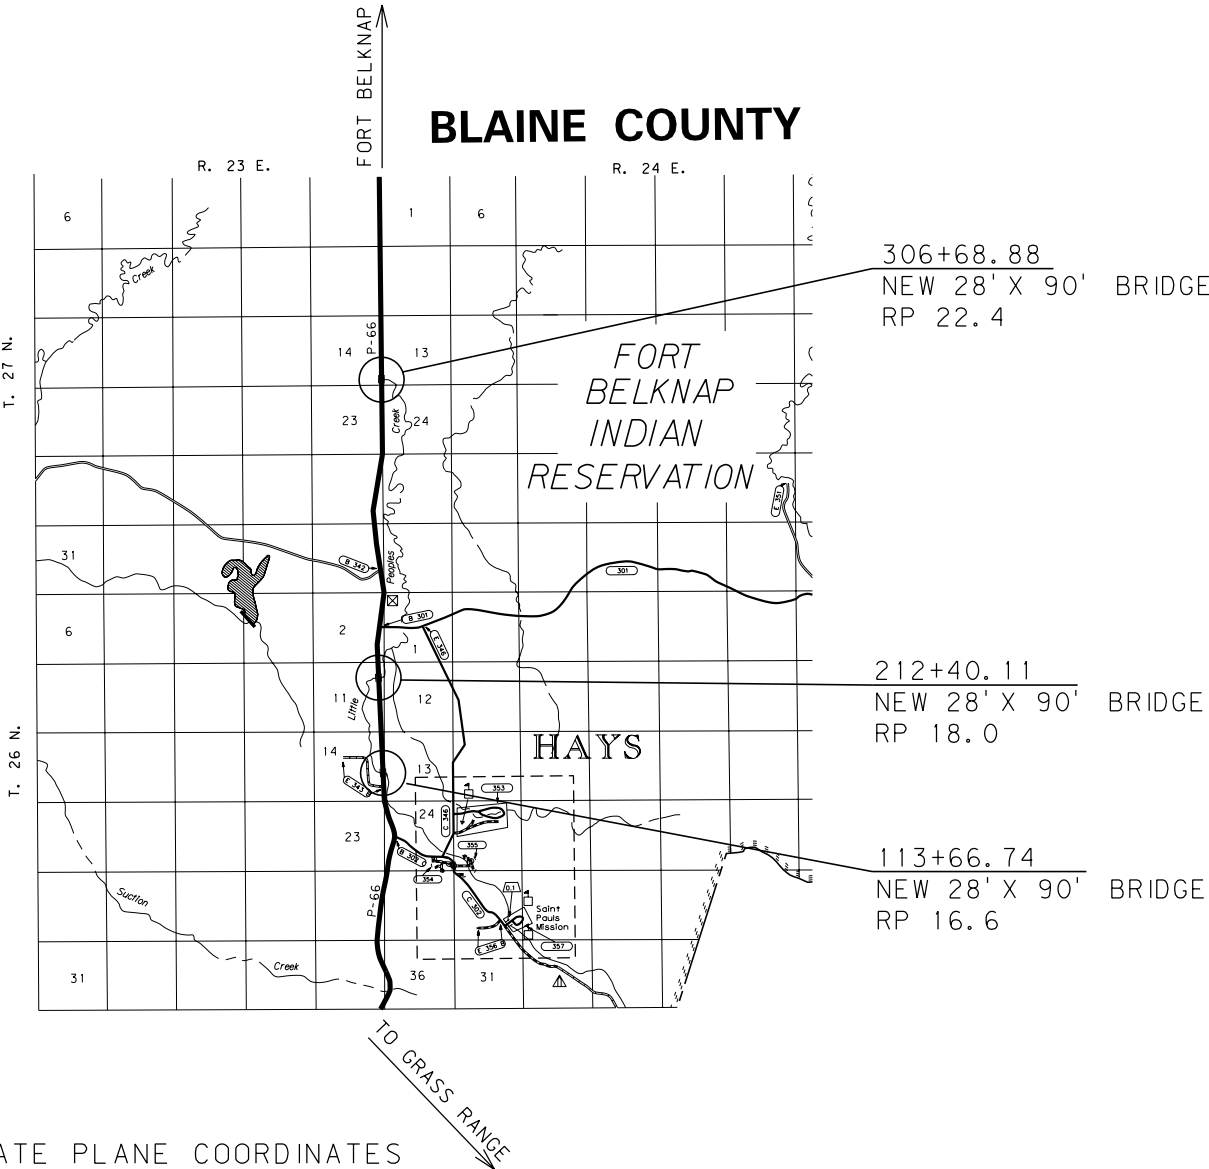 FORT BELKNAP
BLAINE COUNTY
R. 23 E.
R. 24 E.
6
1
6
Creek
306+68.88
NEW 28' X 90' BRIDGE
RP 22.4
T. 27 N.
P-66
14
13
FORT
BELKNAP
INDIAN
RESERVATION
23
24
Creek
E 351
31
B 342
Peoples
301
B 301
6
2
1
E 346
212+40.11
NEW 28' X 90' BRIDGE
RP 18.0
11
12
Little
T. 26 N.
14
13
HAYS
E 343 B
353
24
C 346
23
355
354
113+66.74
NEW 28' X 90' BRIDGE
RP 16.6
Suction
P-66
C 302
0.1
Saint
Pauls
Mission
E 356 B
357
Creek
31
36
31
TO GRASS RANGE
ATE PLANE COORDINATES